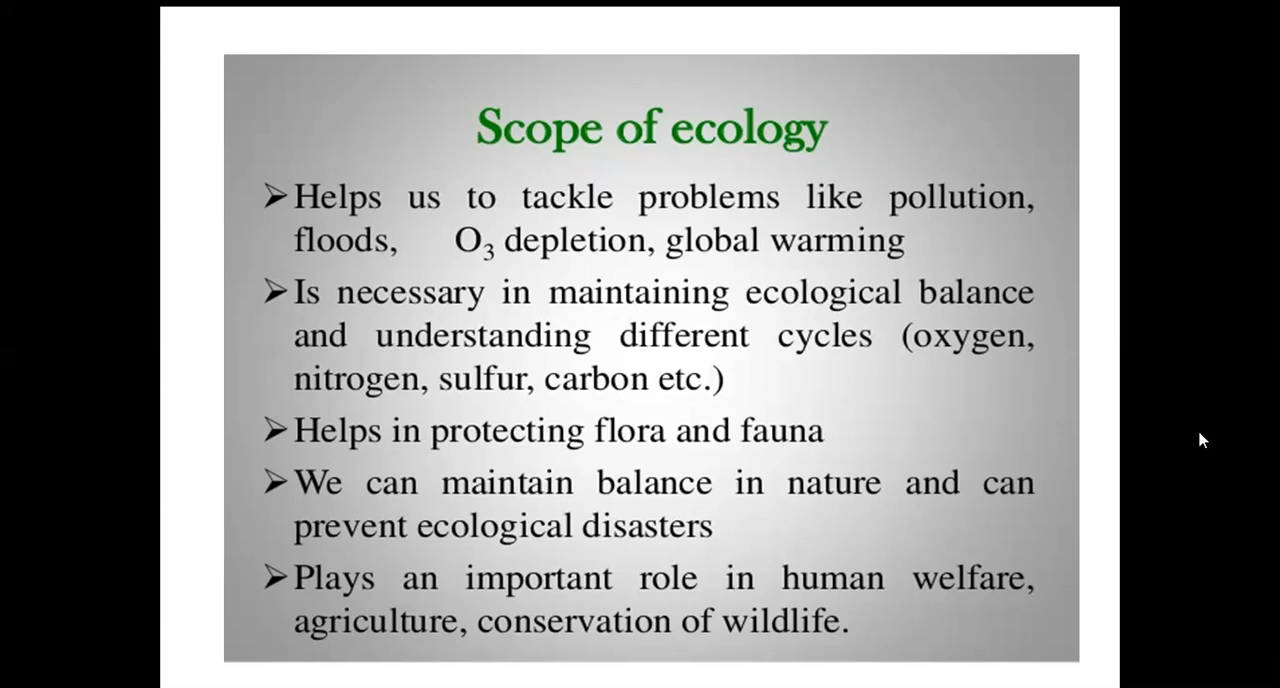 Scope of ecology
➢Helps us to tackle problems like pollution,
floods, O₃ depletion, global warming
➢Is necessary in maintaining ecological balance
and understanding different cycles (oxygen,
nitrogen, sulfur, carbon etc.)
➢Helps in protecting flora and fauna
➢We can maintain balance in nature and can
prevent ecological disasters
➢Plays an important role in human welfare,
agriculture, conservation of wildlife.